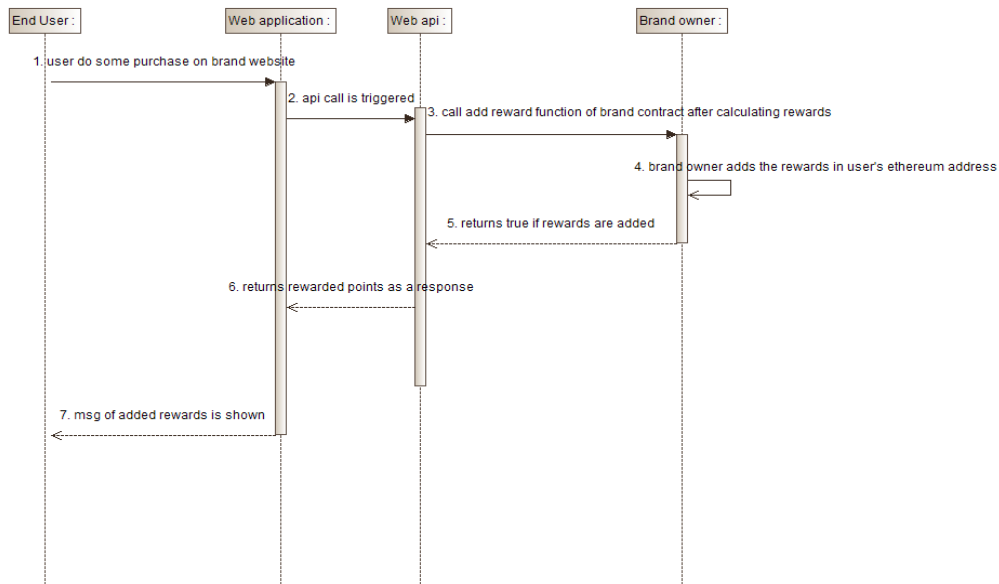 End User :
Web application :
Web api :
Brand owner :
1. user do some purchase on brand website
2. api call is triggered
3. call add reward function of brand contract after calculating rewards
4. brand owner adds the rewards in user's ethereum address
5. returns true if rewards are added
6. returns rewarded points as a response
7. msg of added rewards is shown